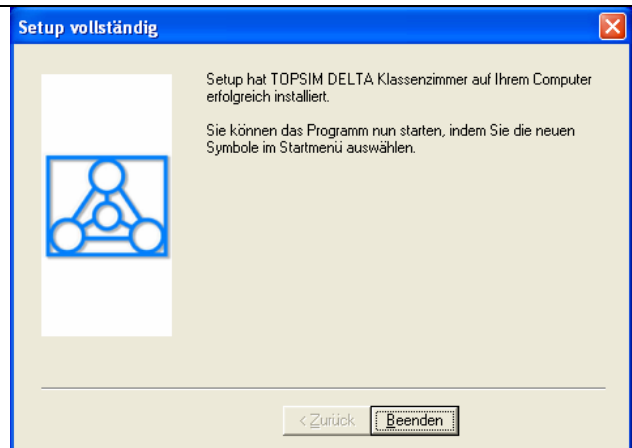 Setup vollständig
Setup hat TOPSIM DELTA Klassenzimmer auf Ihrem Computer
erfolgreich installiert.
Sie können das Programm nun starten, indem Sie die neuen
Symbole im Startmenü auswählen.
< Zurück
Beenden